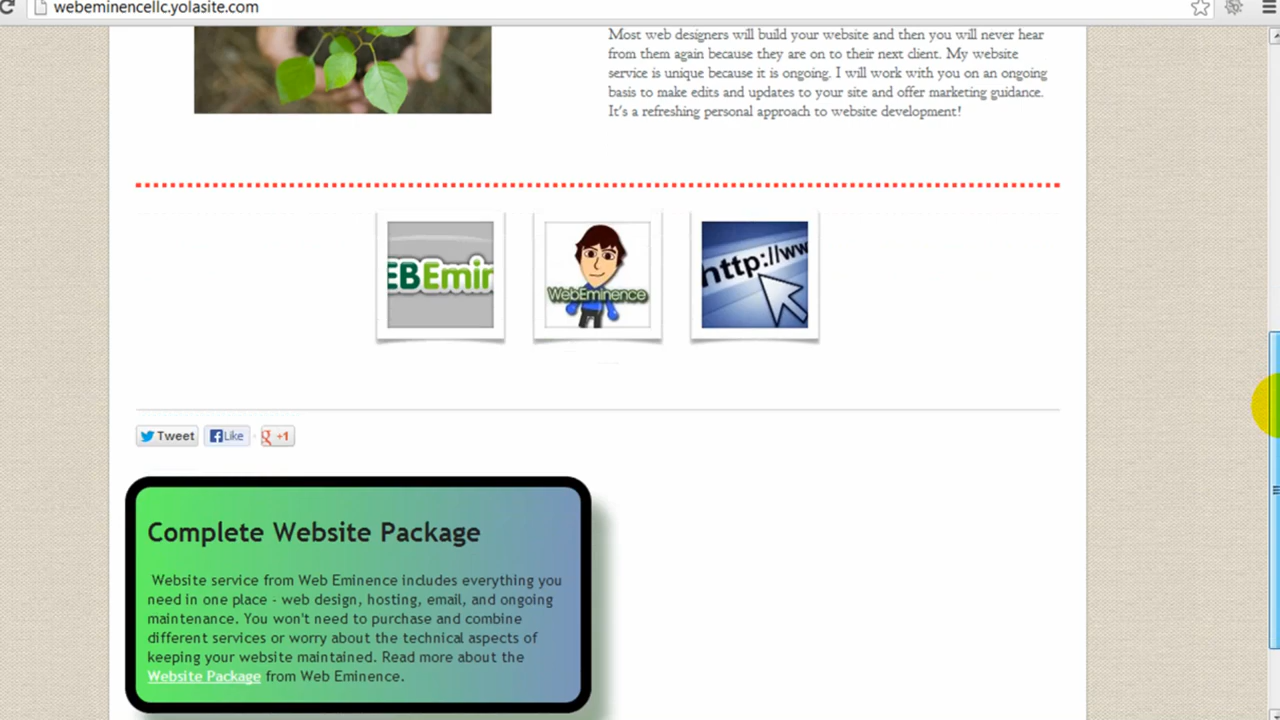 webeminencellc.yolasite.com
Most web designers will build your website and then you will never hear
from them again because they are on to their next client. My website
service is unique because it is ongoing. I will work with you on an ongoing
basis to make edits and updates to your site and offer marketing guidance.
It's a refreshing personal approach to website development!
EBEmir
WebEminence
http://ww
Tweet
Like
g +1
Complete Website Package
Website service from Web Eminence includes everything you
need in one place - web design, hosting, email, and ongoing
maintenance. You won't need to purchase and combine
different services or worry about the technical aspects of
keeping your website maintained. Read more about the
Website Package from Web Eminence.